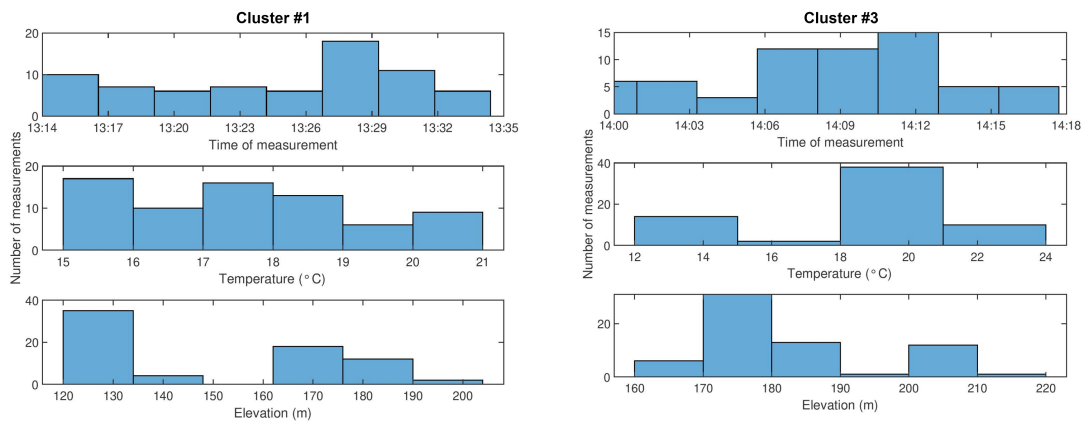 Cluster #1
20
10
0
13:14 13:17 13:20 13:23 13:26 13:29 13:32 13:35
Time of measurement
20
10
0
15 16 17 18 19 20 21
Temperature (°C)
40
20
0
120 130 140 150 160 170 180 190 200
Elevation (m)
Number of measurements
Cluster #3
15
10
5
0
14:00 14:03 14:06 14:09 14:12 14:15 14:18
Time of measurement
40
20
0
12 14 16 18 20 22 24
Temperature (°C)
20
0
160 170 180 190 200 210 220
Elevation (m)
Number of measurements